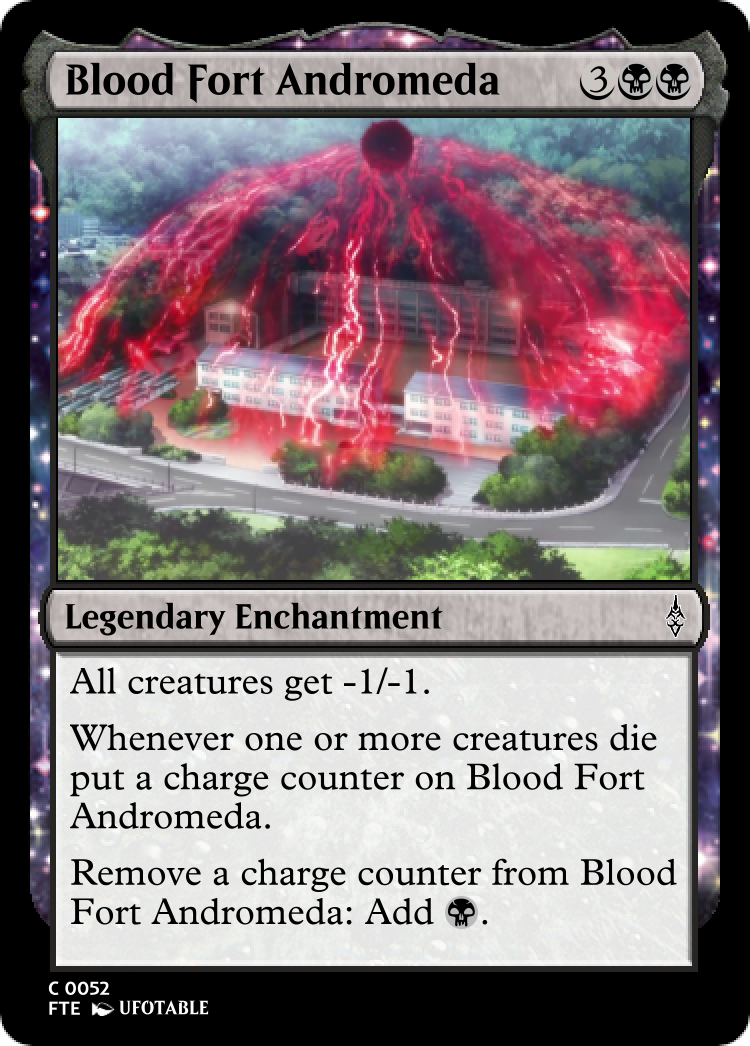 Blood Fort Andromeda 3
Legendary Enchantment
All creatures get -1/-1.
Whenever one or more creatures die
put a charge counter on Blood Fort
Andromeda.
Remove a charge counter from Blood
Fort Andromeda: Add .
C 0052
FTE UFOTABLE